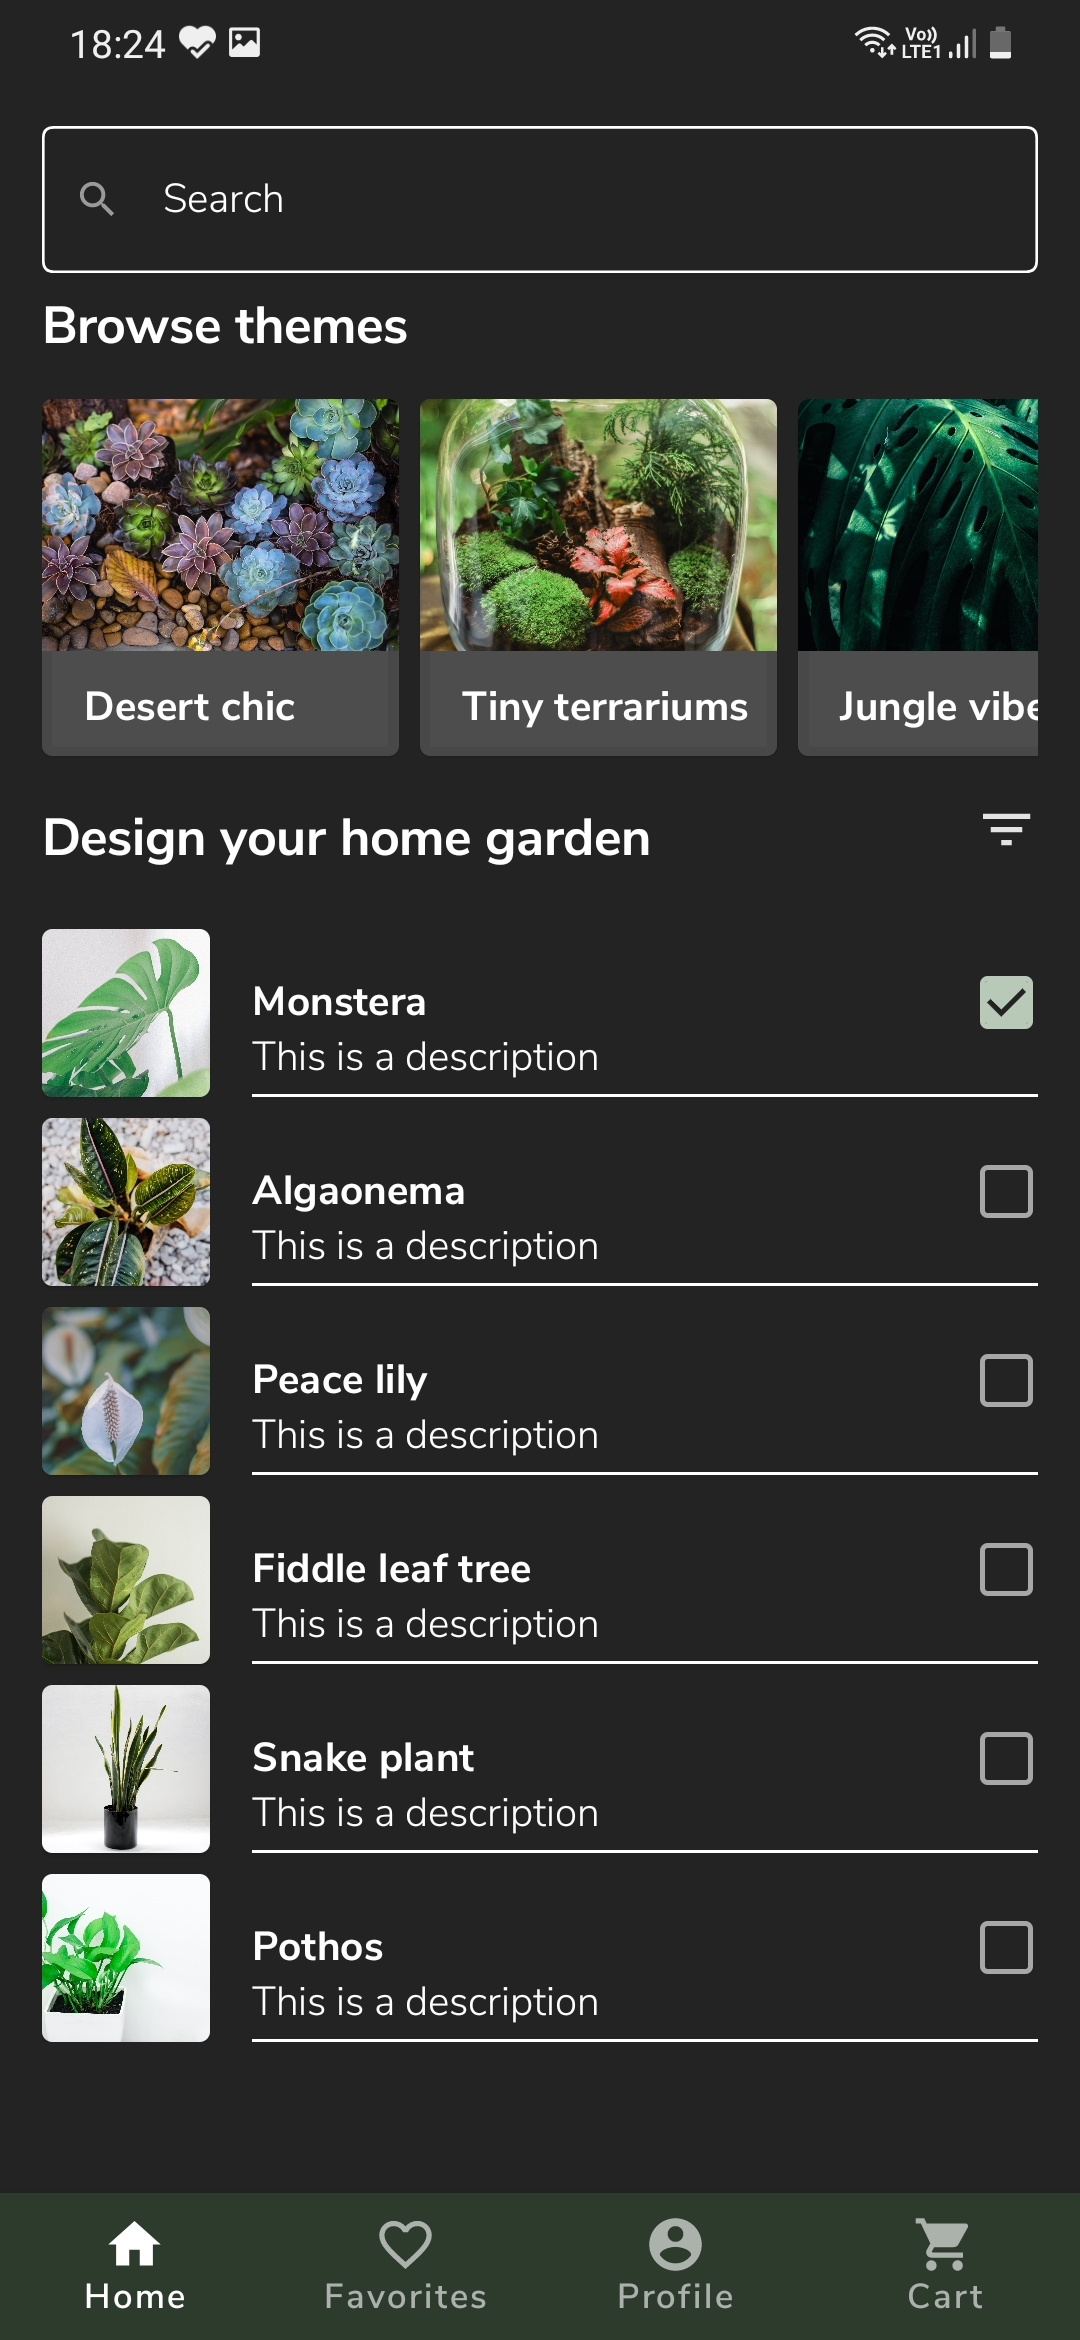 18:24
Vo))
LTE1
Search
Browse themes
Desert chic
Tiny terrariums
Jungle vibe
Design your home garden
Monstera
This is a description
Algaonema
This is a description
Peace lily
This is a description
Fiddle leaf tree
This is a description
Snake plant
This is a description
Pothos
This is a description
Home
Favorites
Profile
Cart